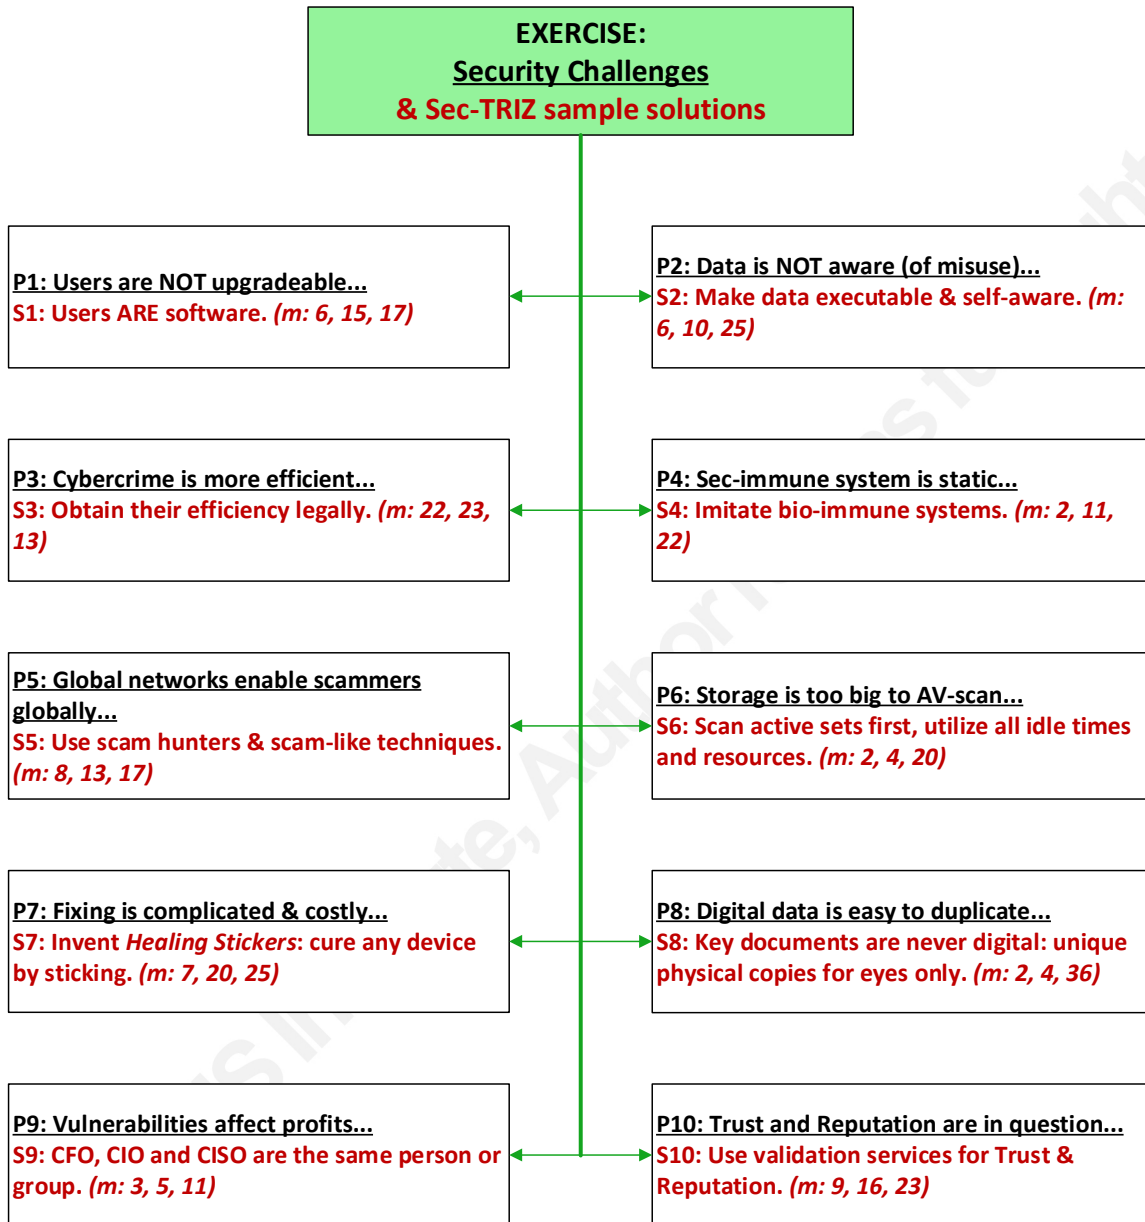 EXERCISE:
Security Challenges
& Sec-TRIZ sample solutions
P1: Users are NOT upgradeable...
S1: Users ARE software. (m: 6, 15, 17)
P2: Data is NOT aware (of misuse)...
S2: Make data executable & self-aware. (m:
6, 10, 25)
P3: Cybercrime is more efficient...
S3: Obtain their efficiency legally. (m: 22, 23,
13)
P4: Sec-immune system is static...
S4: Imitate bio-immune systems. (m: 2, 11,
22)
P5: Global networks enable scammers
globally...
S5: Use scam hunters & scam-like techniques.
(m: 8, 13, 17)
P6: Storage is too big to AV-scan...
S6: Scan active sets first, utilize all idle times
and resources. (m: 2, 4, 20)
P7: Fixing is complicated & costly...
S7: Invent Healing Stickers: cure any device
by sticking. (m: 7, 20, 25)
P8: Digital data is easy to duplicate...
S8: Key documents are never digital: unique
physical copies for eyes only. (m: 2, 4, 36)
P9: Vulnerabilities affect profits...
S9: CFO, CIO and CISO are the same person or
group. (m: 3, 5, 11)
P10: Trust and Reputation are in question...
S10: Use validation services for Trust &
Reputation. (m: 9, 16, 23)